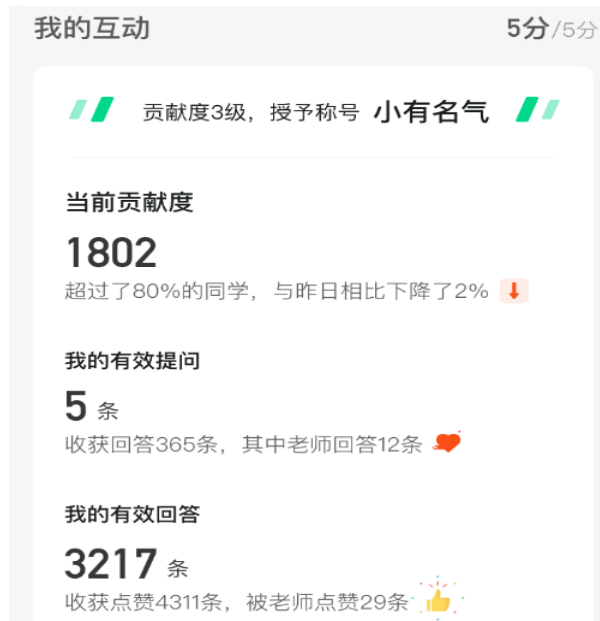 我的互动 5分/5分
贡献度3级，授予称号 小有名气
当前贡献度
1802
超过了80%的同学，与昨日相比下降了2%
我的有效提问
5 条
收获回答365条，其中老师回答12条
我的有效回答
3217 条
收获点赞4311条，被老师点赞29条